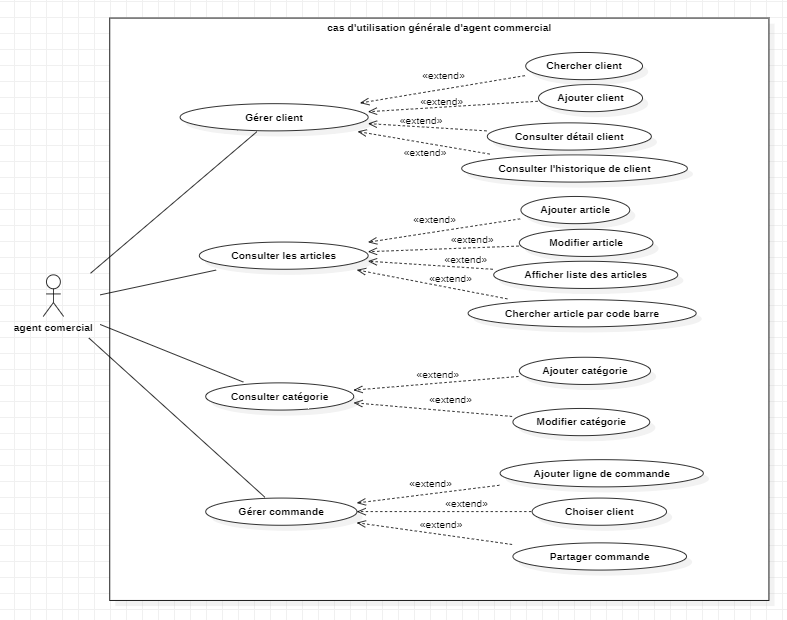 cas d'utilisation générale d'agent commercial
Chercher client
«extend»
Ajouter client
«extend»
Gérer client
«extend»
Consulter détail client
«extend»
Consulter l'historique de client
Ajouter article
«extend»
Modifier article
«extend»
Consulter les articles
«extend»
Afficher liste des articles
«extend»
Chercher article par code barre
agent comercial
Ajouter catégorie
«extend»
Consulter catégorie
«extend»
Modifier catégorie
Ajouter ligne de commande
«extend»
Gérer commande
«extend»
Choiser client
«extend»
Partager commande